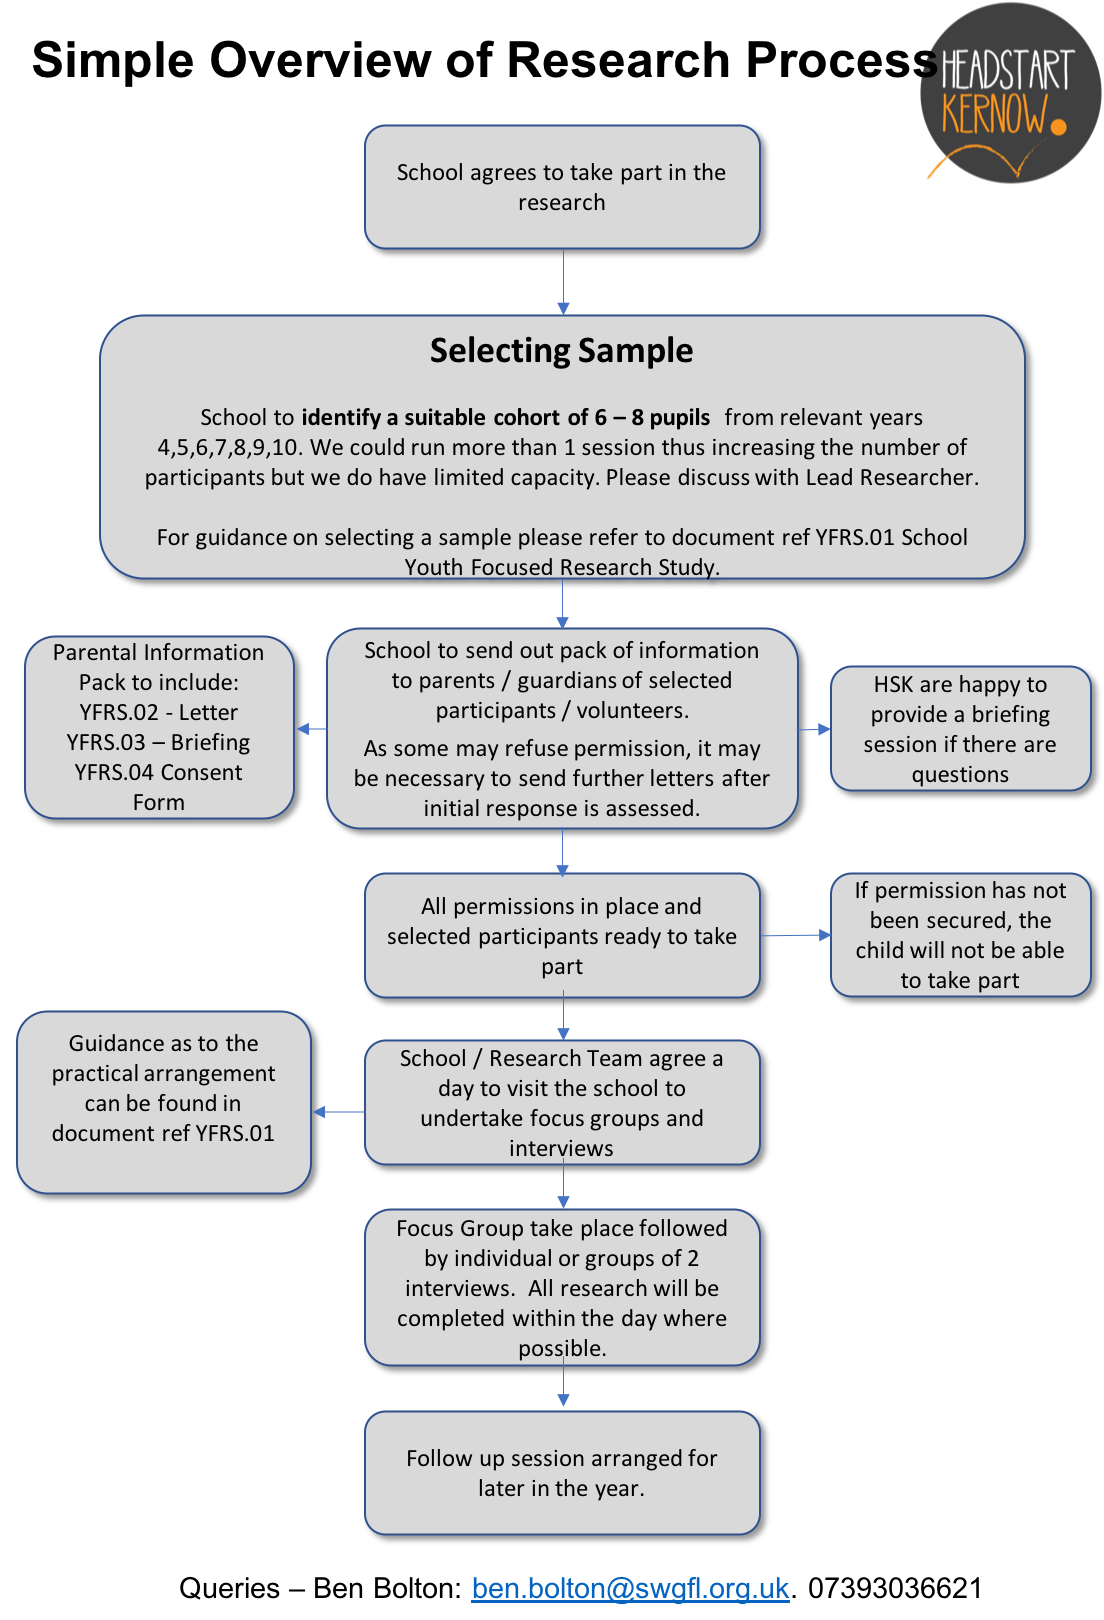 Simple Overview of Research Process
HEADSTART
KERNOW.
School agrees to take part in the
research
Selecting Sample
School to identify a suitable cohort of 6 – 8 pupils from relevant years
4,5,6,7,8,9,10. We could run more than 1 session thus increasing the number of
participants but we do have limited capacity. Please discuss with Lead Researcher.
For guidance on selecting a sample please refer to document ref YFRS.01 School
Youth Focused Research Study.
Parental Information
Pack to include:
YFRS.02 - Letter
YFRS.03 – Briefing
YFRS.04 Consent
Form
School to send out pack of information
to parents / guardians of selected
participants / volunteers.
As some may refuse permission, it may
be necessary to send further letters after
initial response is assessed.
HSK are happy to
provide a briefing
session if there are
questions
All permissions in place and
selected participants ready to take
part
If permission has not
been secured, the
child will not be able
to take part
Guidance as to the
practical arrangement
can be found in
document ref YFRS.01
School / Research Team agree a
day to visit the school to
undertake focus groups and
interviews
Focus Group take place followed
by individual or groups of 2
interviews. All research will be
completed within the day where
possible.
Follow up session arranged for
later in the year.
Queries – Ben Bolton: ben.bolton@swgfl.org.uk. 07393036621